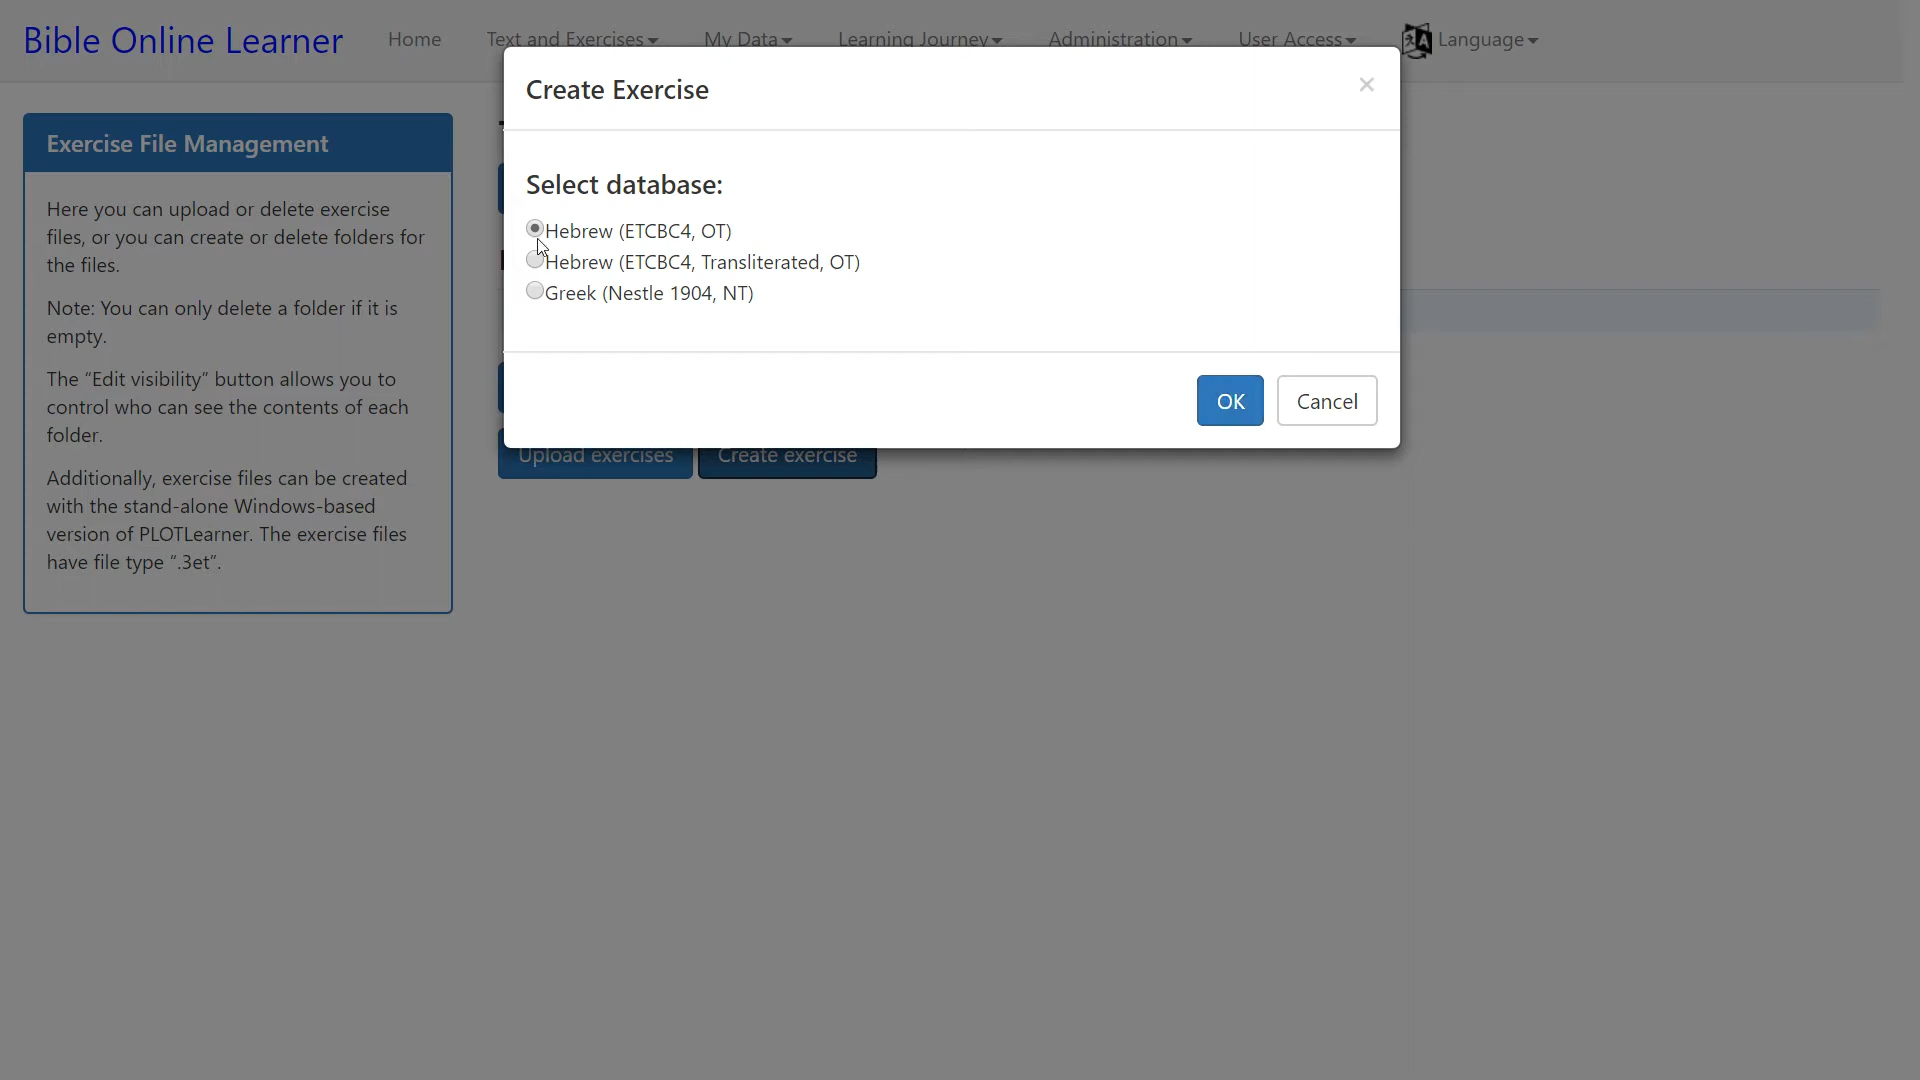 Bible Online Learner
Home
Text and Exercises
My Data
Learning Journey
Administration
User Access
Language
Create Exercise
×
Exercise File Management
Here you can upload or delete exercise
files, or you can create or delete folders for
the files.
Note: You can only delete a folder if it is
empty.
The “Edit visibility” button allows you to
control who can see the contents of each
folder.
Additionally, exercise files can be created
with the stand-alone Windows-based
version of PLOTLearner. The exercise files
have file type “.3et”.
Select database:
Hebrew (ETCBC4, OT)
Hebrew (ETCBC4, Transliterated, OT)
Greek (Nestle 1904, NT)
OK
Cancel
Upload exercises
Create exercise